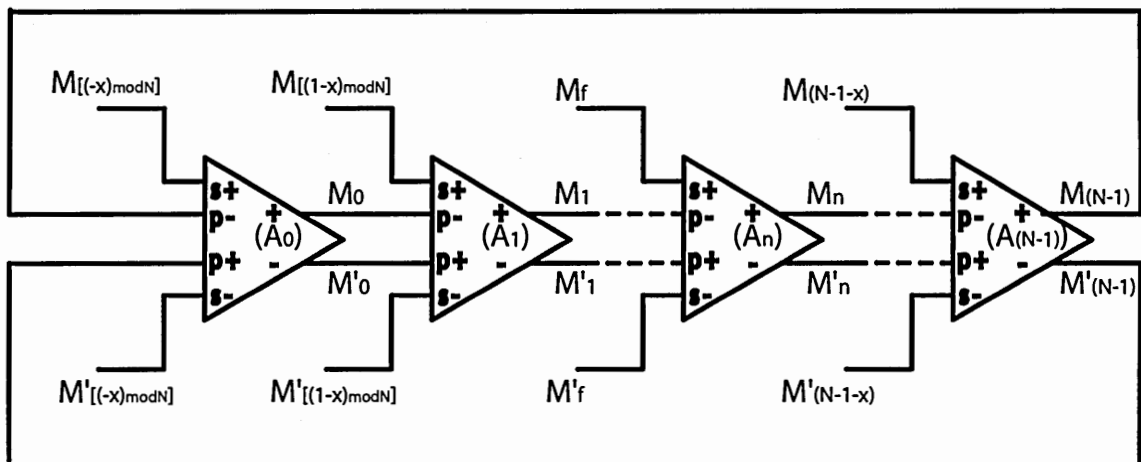 M[(-x)modN] M[(1-x)modN] Mf M(N-1-x)
s+ s+ s+ s+
M0 M1 Mn M(N-1)
p- + p- + p- + p- +
(A0) (A1) (An) (A(N-1))
p+ - p+ - p+ - p+ -
M'0 M'1 M'n M'(N-1)
s- s- s- s-
M'[(-x)modN] M'[(1-x)modN] M'f M'(N-1-x)